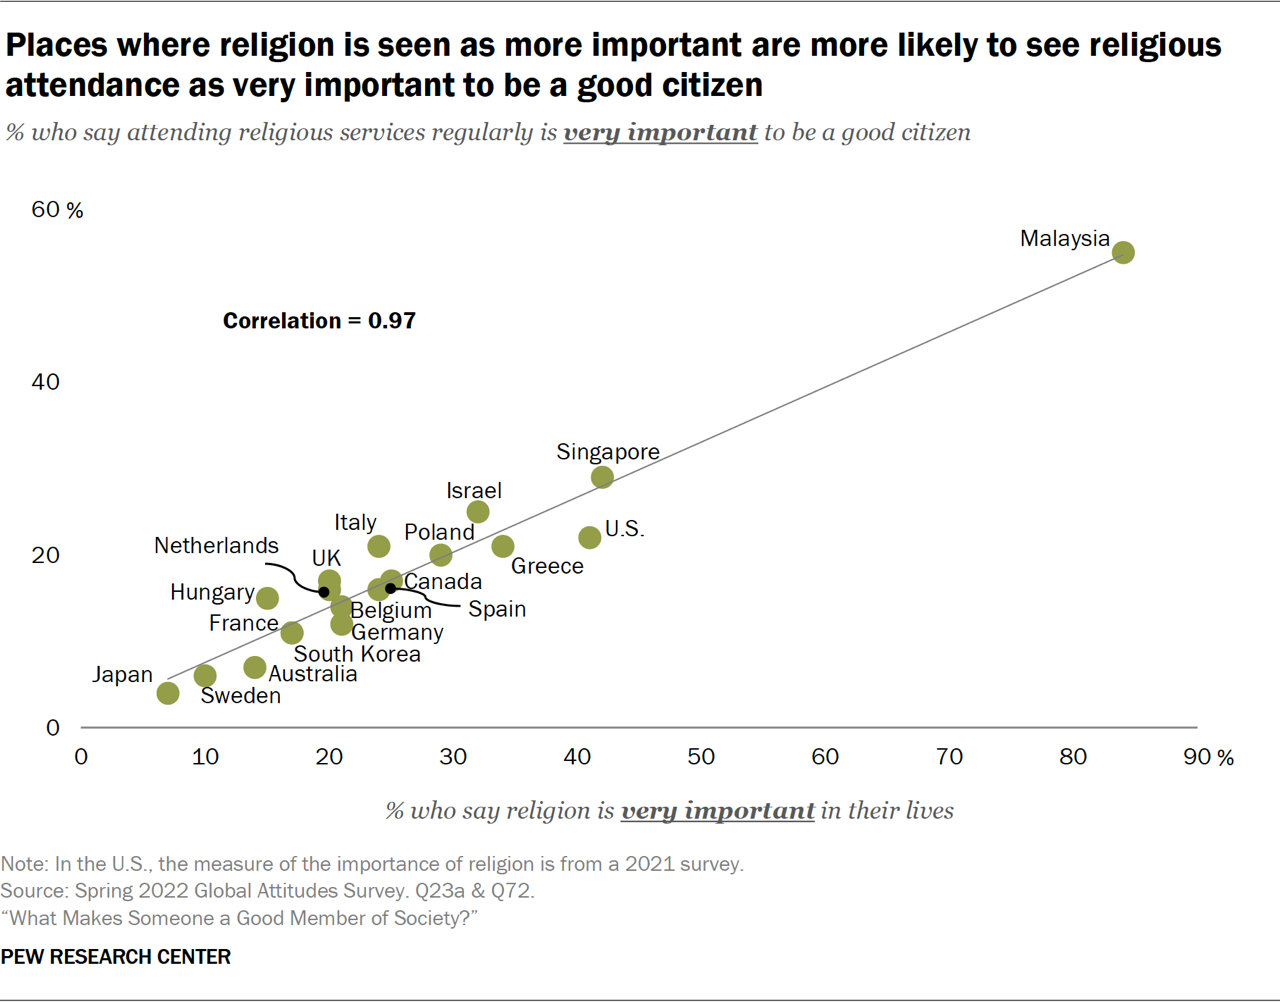 Places where religion is seen as more important are more likely to see religious
attendance as very important to be a good citizen
% who say attending religious services regularly is very important to be a good citizen
60 %
Malaysia
Correlation = 0.97
40
Singapore
Israel
Italy
Poland
U.S.
Netherlands
UK
20
Greece
Canada
Hungary
Belgium
Spain
France
Germany
South Korea
Japan
Australia
Sweden
0
0 10 20 30 40 50 60 70 80 90 %
% who say religion is very important in their lives
Note: In the U.S., the measure of the importance of religion is from a 2021 survey.
Source: Spring 2022 Global Attitudes Survey. Q23a & Q72.
“What Makes Someone a Good Member of Society?”
PEW RESEARCH CENTER